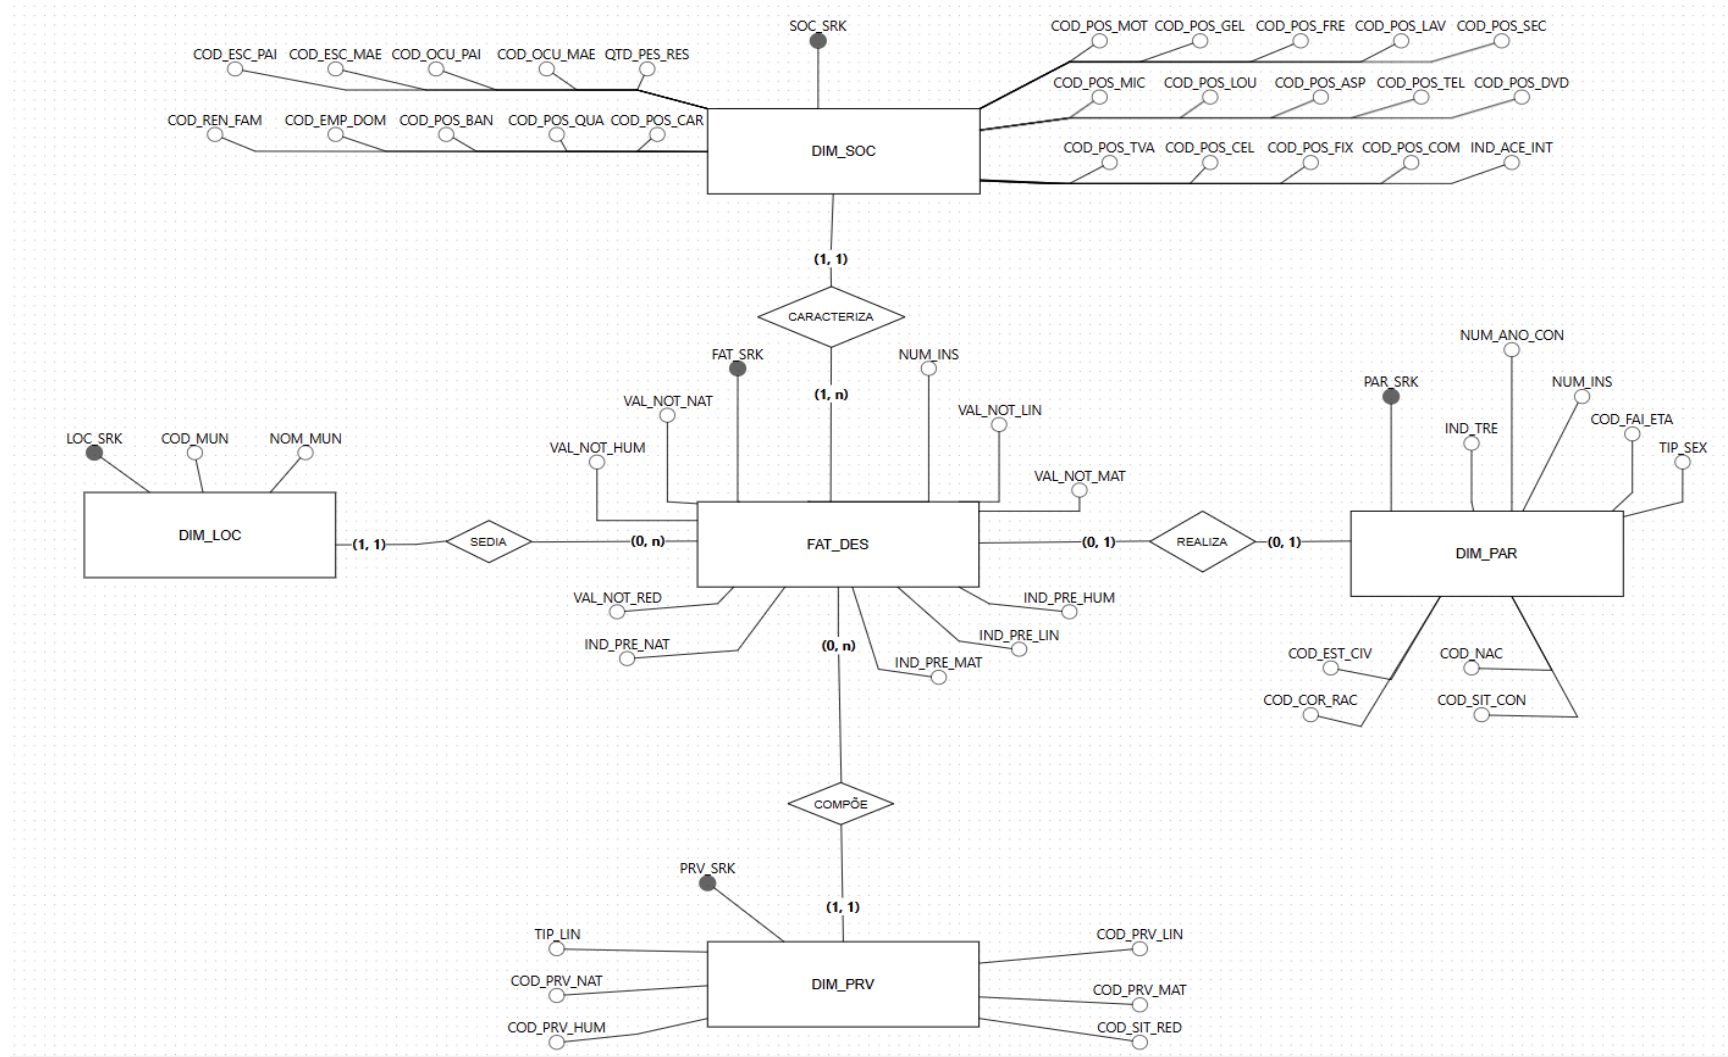 SOC_SRK
COD_POS_MOT COD_POS_GEL COD_POS_FRE COD_POS_LAV COD_POS_SEC
COD_ESC_PAI COD_ESC_MAE COD_OCU_PAI COD_OCU_MAE QTD_PES_RES
COD_POS_MIC COD_POS_LOU COD_POS_ASP COD_POS_TEL COD_POS_DVD
COD_REN_FAM COD_EMP_DOM COD_POS_BAN COD_POS_QUA COD_POS_CAR
DIM_SOC
COD_POS_TVA COD_POS_CEL COD_POS_FIX COD_POS_COM IND_ACE_INT
(1, 1)
CARACTERIZA
(1, n)
FAT_SRK
NUM_INS
VAL_NOT_NAT
VAL_NOT_LIN
VAL_NOT_HUM
VAL_NOT_MAT
NUM_ANO_CON
PAR_SRK
NUM_INS
IND_TRE
COD_FAI_ETA
TIP_SEX
LOC_SRK
COD_MUN
NOM_MUN
DIM_LOC
(1, 1)
SEDIA
(0, n)
FAT_DES
(0, 1)
REALIZA
(0, 1)
DIM_PAR
VAL_NOT_RED
IND_PRE_HUM
IND_PRE_NAT
IND_PRE_LIN
IND_PRE_MAT
(0, n)
COD_EST_CIV
COD_NAC
COD_COR_RAC
COD_SIT_CON
COMPÕE
(1, 1)
PRV_SRK
TIP_LIN
COD_PRV_LIN
COD_PRV_NAT
DIM_PRV
COD_PRV_MAT
COD_PRV_HUM
COD_SIT_RED